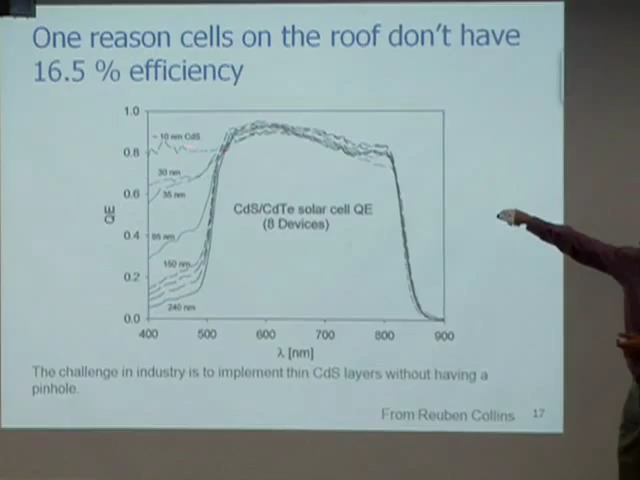 One reason cells on the roof don't have
16.5 % efficiency
1.0
~ 10 nm CdS
0.8
30 nm
0.6
35 nm
QE
CdS/CdTe solar cell QE
(8 Devices)
0.4
85 nm
150 nm
0.2
240 nm
0.0
400 500 600 700 800 900
λ [nm]
The challenge in industry is to implement thin CdS layers without having a
pinhole.
From Reuben Collins 17